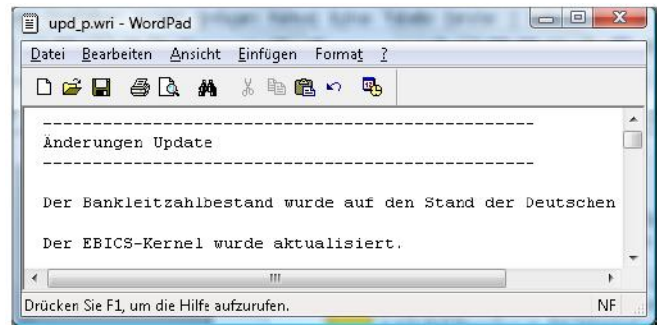 upd_p.wri - WordPad
Datei Bearbeiten Ansicht Einfügen Format ?
--------------------------------------------------
Änderungen Update
--------------------------------------------------
Der Bankleitzahlbestand wurde auf den Stand der Deutschen
Der EBICS-Kernel wurde aktualisiert.
Drücken Sie F1, um die Hilfe aufzurufen. NF